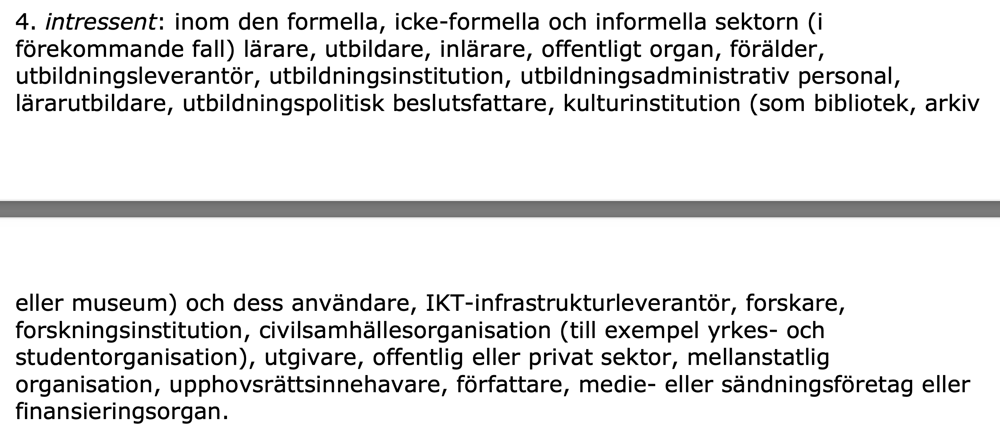 4. intressent: inom den formella, icke-formella och informella sektorn (i
förekommande fall) lärare, utbildare, inlärare, offentligt organ, förälder,
utbildningsleverantör, utbildningsinstitution, utbildningsadministrativ personal,
lärarutbildare, utbildningspolitisk beslutsfattare, kulturinstitution (som bibliotek, arkiv
eller museum) och dess användare, IKT-infrastrukturleverantör, forskare,
forskningsinstitution, civilsamhällesorganisation (till exempel yrkes- och
studentorganisation), utgivare, offentlig eller privat sektor, mellanstatlig
organisation, upphovsrättsinnehavare, författare, medie- eller sändningsföretag eller
finansieringsorgan.